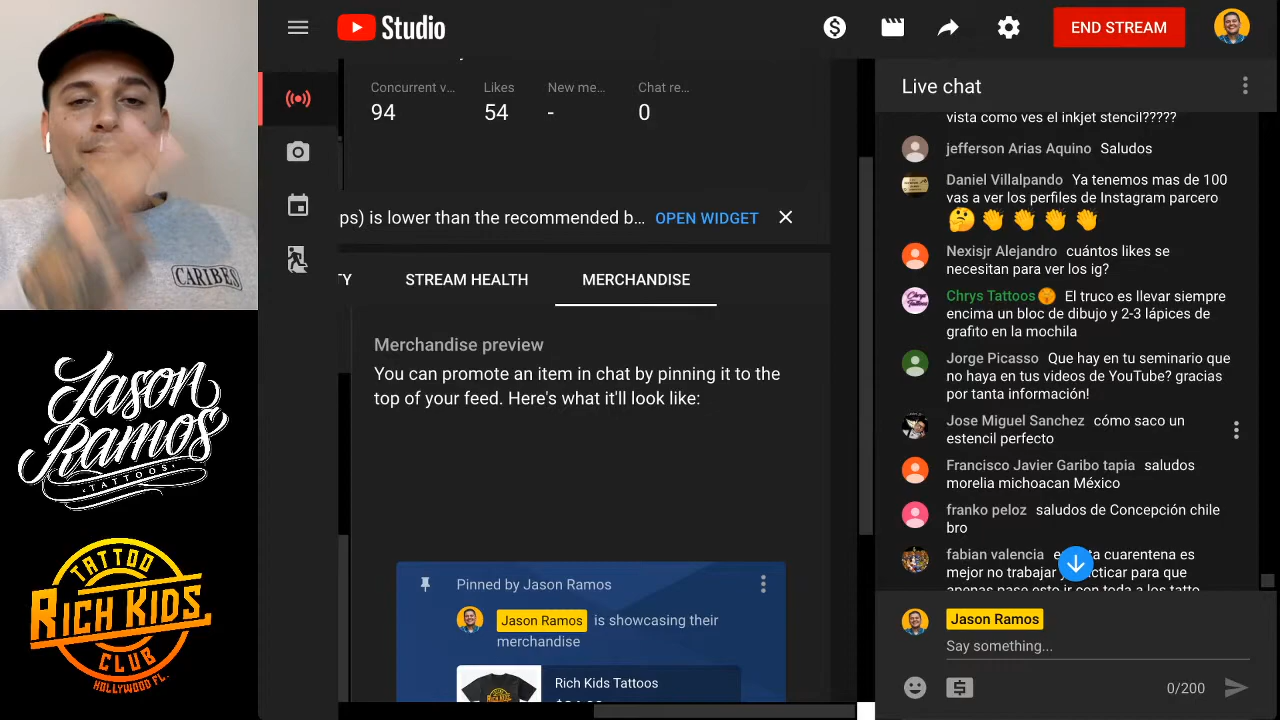 CARIBES
Jason
Ramos
TATTOOS
TATTOO
RICH KIDS
CLUB
HOLLYWOOD FL.
Studio
END STREAM
Concurrent v...
Likes
New me...
Chat re...
94
54
-
0
ps) is lower than the recommended b...
OPEN WIDGET
TY
STREAM HEALTH
MERCHANDISE
Merchandise preview
You can promote an item in chat by pinning it to the
top of your feed. Here's what it'll look like:
Pinned by Jason Ramos
Jason Ramos is showcasing their
merchandise
Rich Kids Tattoos
Live chat
vista como ves el inkjet stencil?????
jefferson Arias Aquino Saludos
Daniel Villalpando Ya tenemos mas de 100
vas a ver los perfiles de Instagram parcero
🤔👏👏👏👏
Nexisjr Alejandro cuántos likes se
necesitan para ver los ig?
Chrys Tattoos El truco es llevar siempre
encima un bloc de dibujo y 2-3 lápices de
grafito en la mochila
Jorge Picasso Que hay en tu seminario que
no haya en tus videos de YouTube? gracias
por tanta información!
Jose Miguel Sanchez cómo saco un
estencil perfecto
Francisco Javier Garibo tapia saludos
morelia michoacan México
franko peloz saludos de Concepción chile
bro
fabian valencia cuarentena es
mejor no trabajar y para que
apenas pase esto ir con toda a los tatto
Jason Ramos
Say something...
0/200